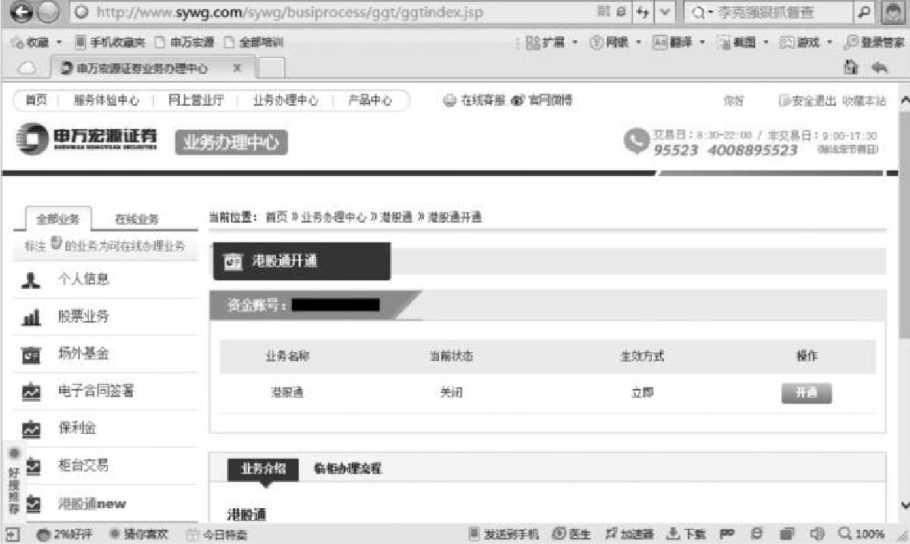 http://www.sywg.com/sywg/busiprocess/ggt/ggtindex.jsp
李克强狠抓督查
收藏 手机收藏夹 申万宏源 全部培训
扩展 网银 翻译 截图 游戏 登录管家
申万宏源证券业务办理中心 x
首页 服务体验中心 网上营业厅 业务办理中心 产品中心
在线客服 官网微博
你好 安全退出 收藏本站
申万宏源证券
SHENWAN HONGYUAN SECURITIES
业务办理中心
交易日：8:30-22:00 / 非交易日：9:00-17:30
95523 4008895523 (除法定节假日)
全部业务 在线业务
标注 的业务为可在线办理业务
个人信息
股票业务
场外基金
电子合同签署
保利金
柜台交易
港股通new
好搜推荐
当前位置： 首页 » 业务办理中心 » 港股通 » 港股通开通
港股通开通
资金账号：
业务名称 当前状态 生效方式 操作
港股通 关闭 立即 开通
业务介绍 临柜办理流程
港股通
2%好评 猜你喜欢 今日特卖
发送到手机 医生 加速器 下载 100%